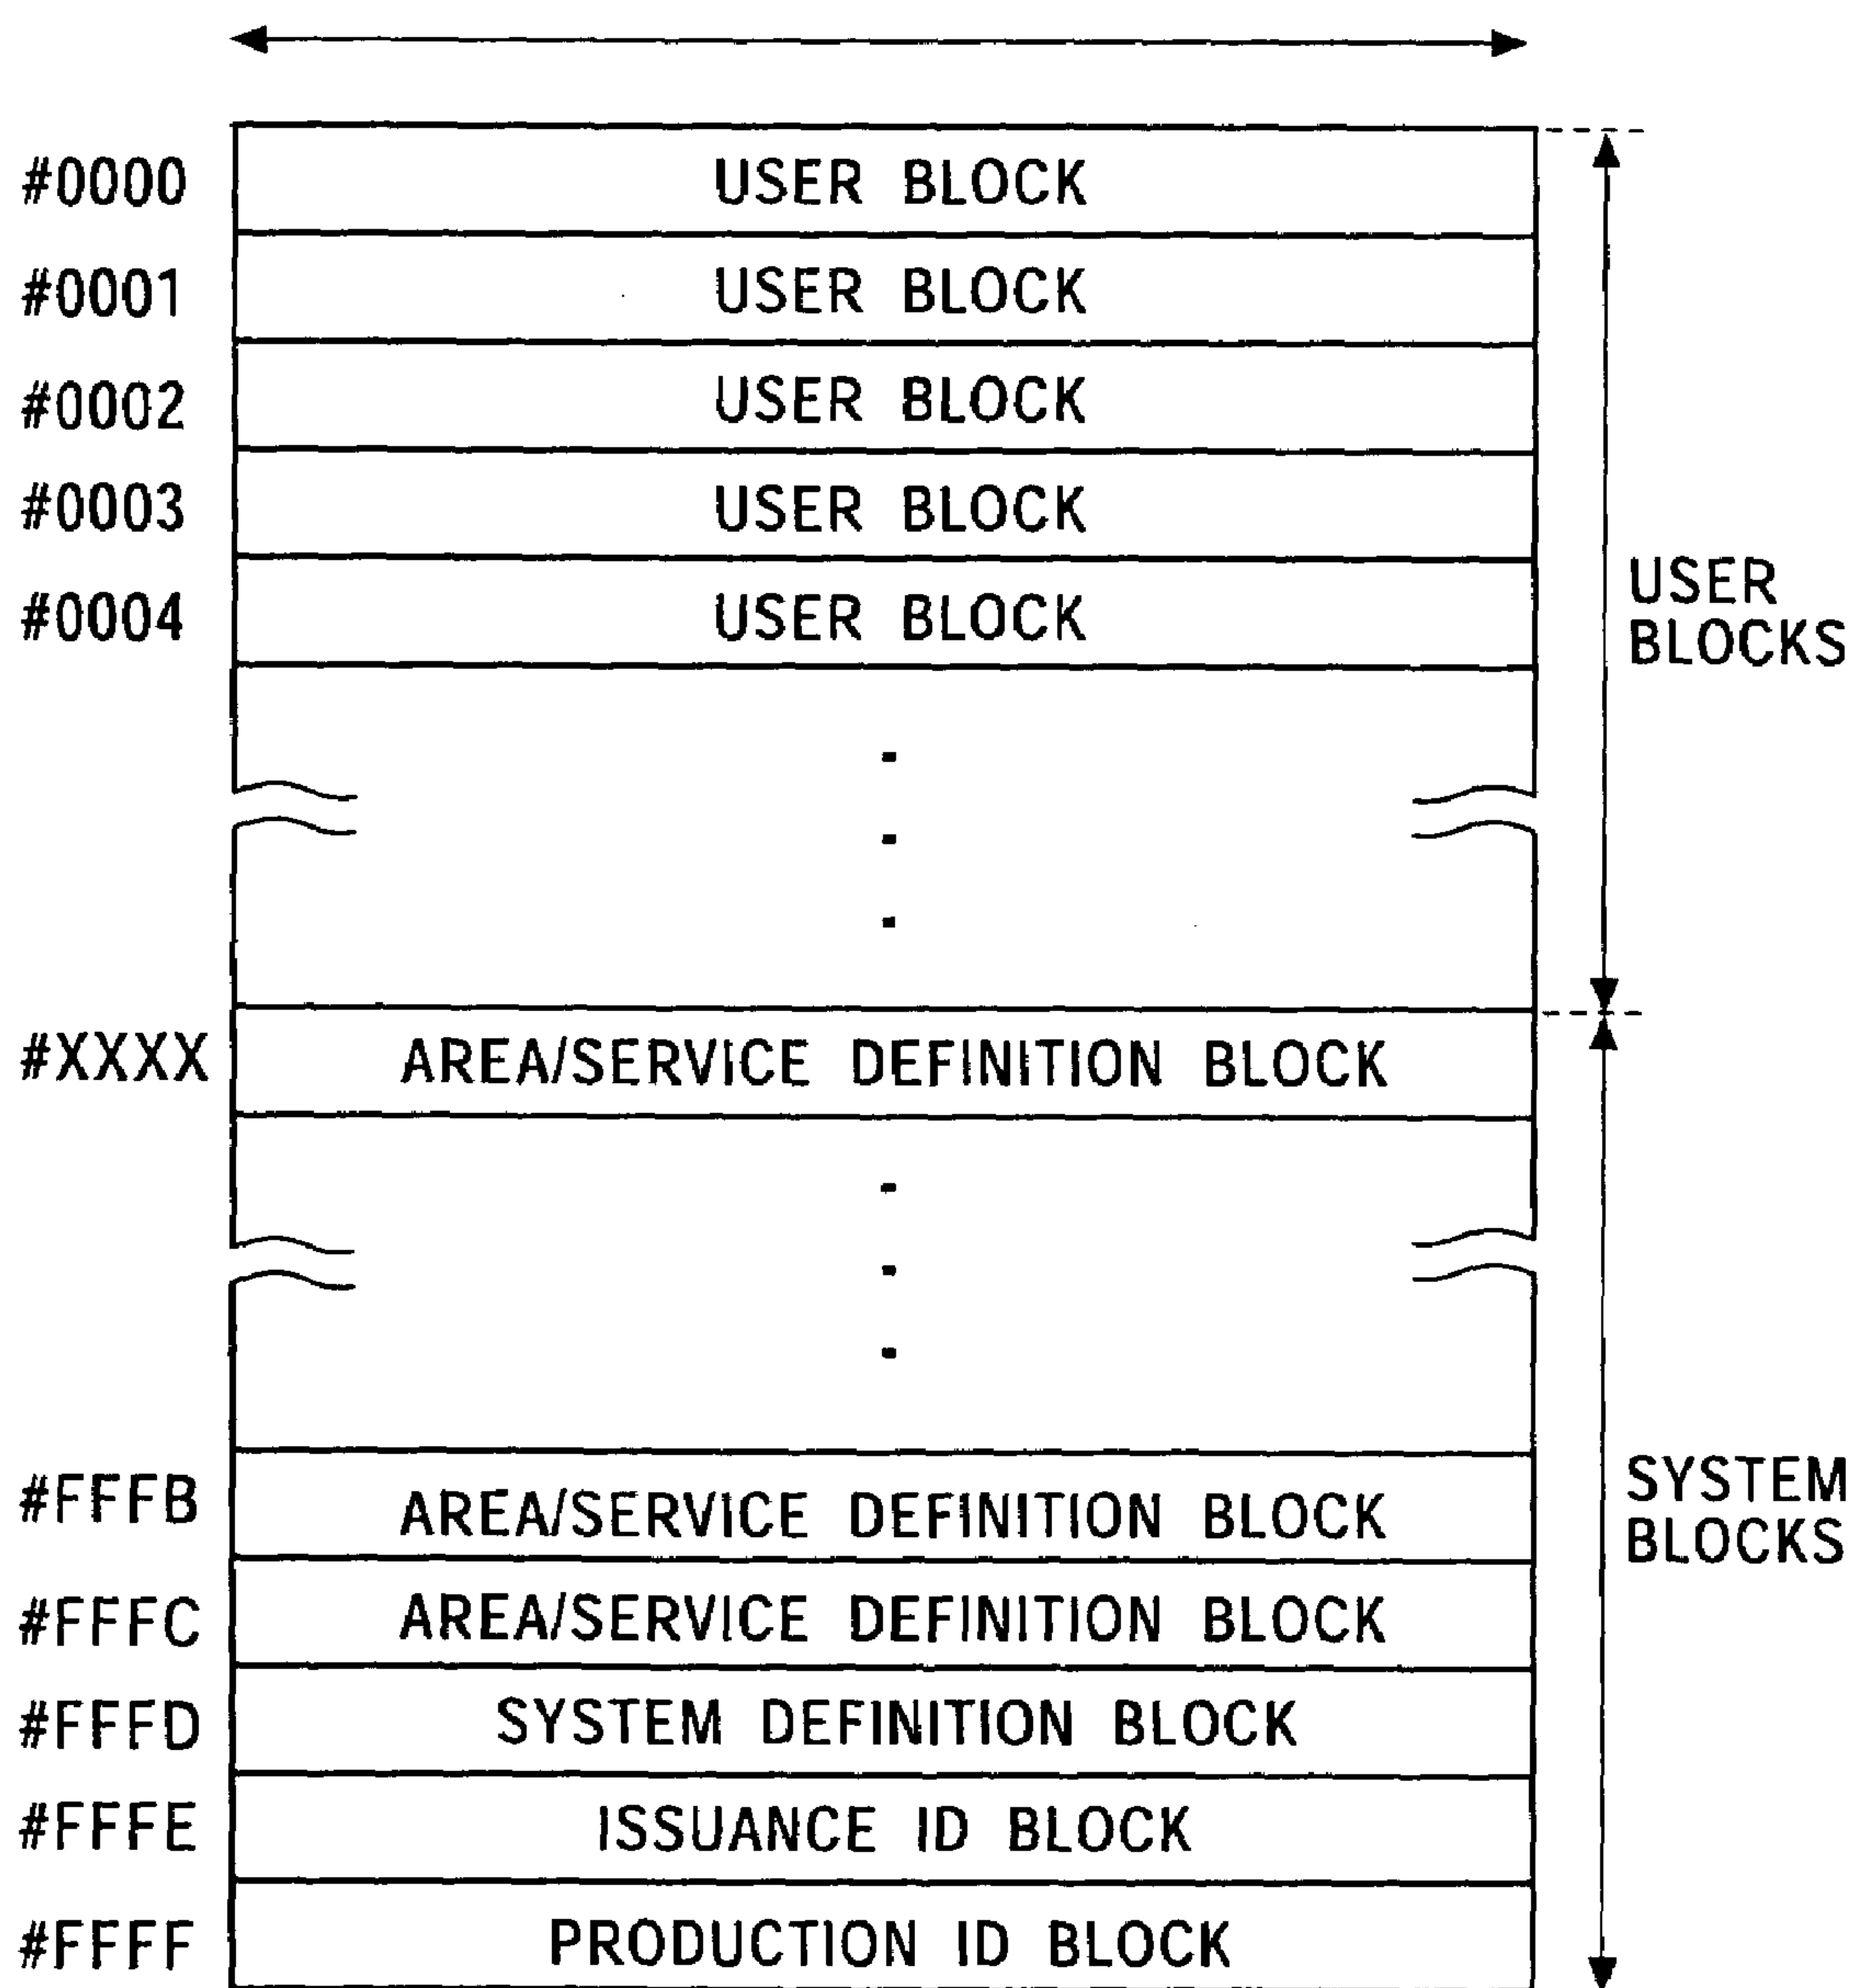 #0000 USER BLOCK
#0001 USER BLOCK
#0002 USER BLOCK
#0003 USER BLOCK
#0004 USER BLOCK
USER
BLOCKS
#XXXX AREA/SERVICE DEFINITION BLOCK
#FFFB AREA/SERVICE DEFINITION BLOCK
SYSTEM
BLOCKS
#FFFC AREA/SERVICE DEFINITION BLOCK
#FFFD SYSTEM DEFINITION BLOCK
#FFFE ISSUANCE ID BLOCK
#FFFF PRODUCTION ID BLOCK